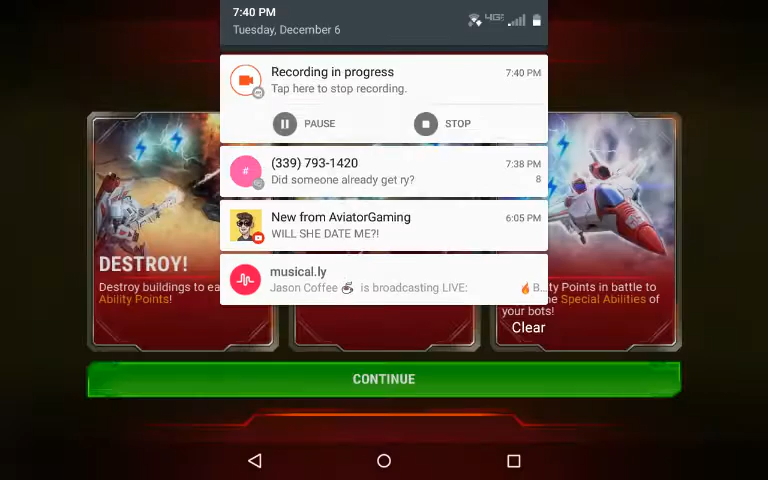 7:40 PM
4G LTE
Tuesday, December 6
Recording in progress
7:40 PM
Tap here to stop recording.
PAUSE
STOP
#
(339) 793-1420
7:38 PM
Did someone already get ry?
8
New from AviatorGaming
6:05 PM
WILL SHE DATE ME?!
musical.ly
Jason Coffee ☕ is broadcasting LIVE: 🔥 B...
DESTROY!
Destroy buildings to ea
Ability Points!
ty Points in battle to
e Special Abilities of
your bots!
Clear
CONTINUE